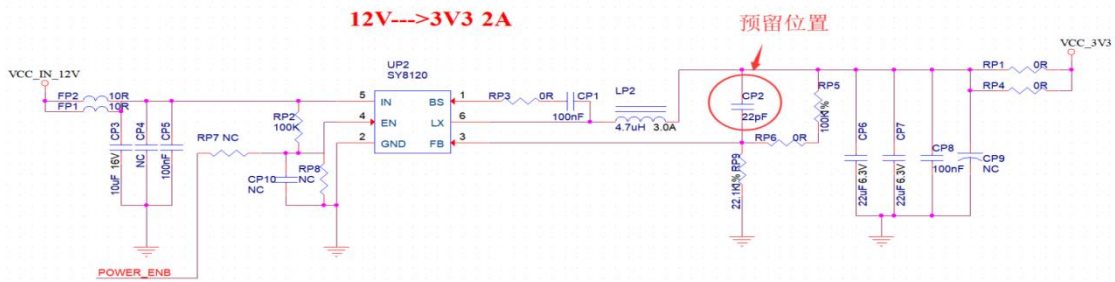 12V--->3V3 2A
预留位置
VCC_3V3
VCC_IN_12V
UP2
SY8120
FP2 10R
FP1 10R
CP3
10uF 16V
CP4
NC
CP5
100nF
RP2
100K
RP7 NC
CP10
NC
RP8
NC
5 IN
4 EN
2 GND
BS 1
LX 6
FB 3
RP3 0R
CP1
100nF
LP2
4.7uH 3.0A
CP2
22pF
RP5
100K1%
RP6 0R
RP9
22.1K1%
CP6
22uF 6.3V
CP7
22uF 6.3V
CP8
100nF
CP9
NC
RP1 0R
RP4 0R
POWER_ENB